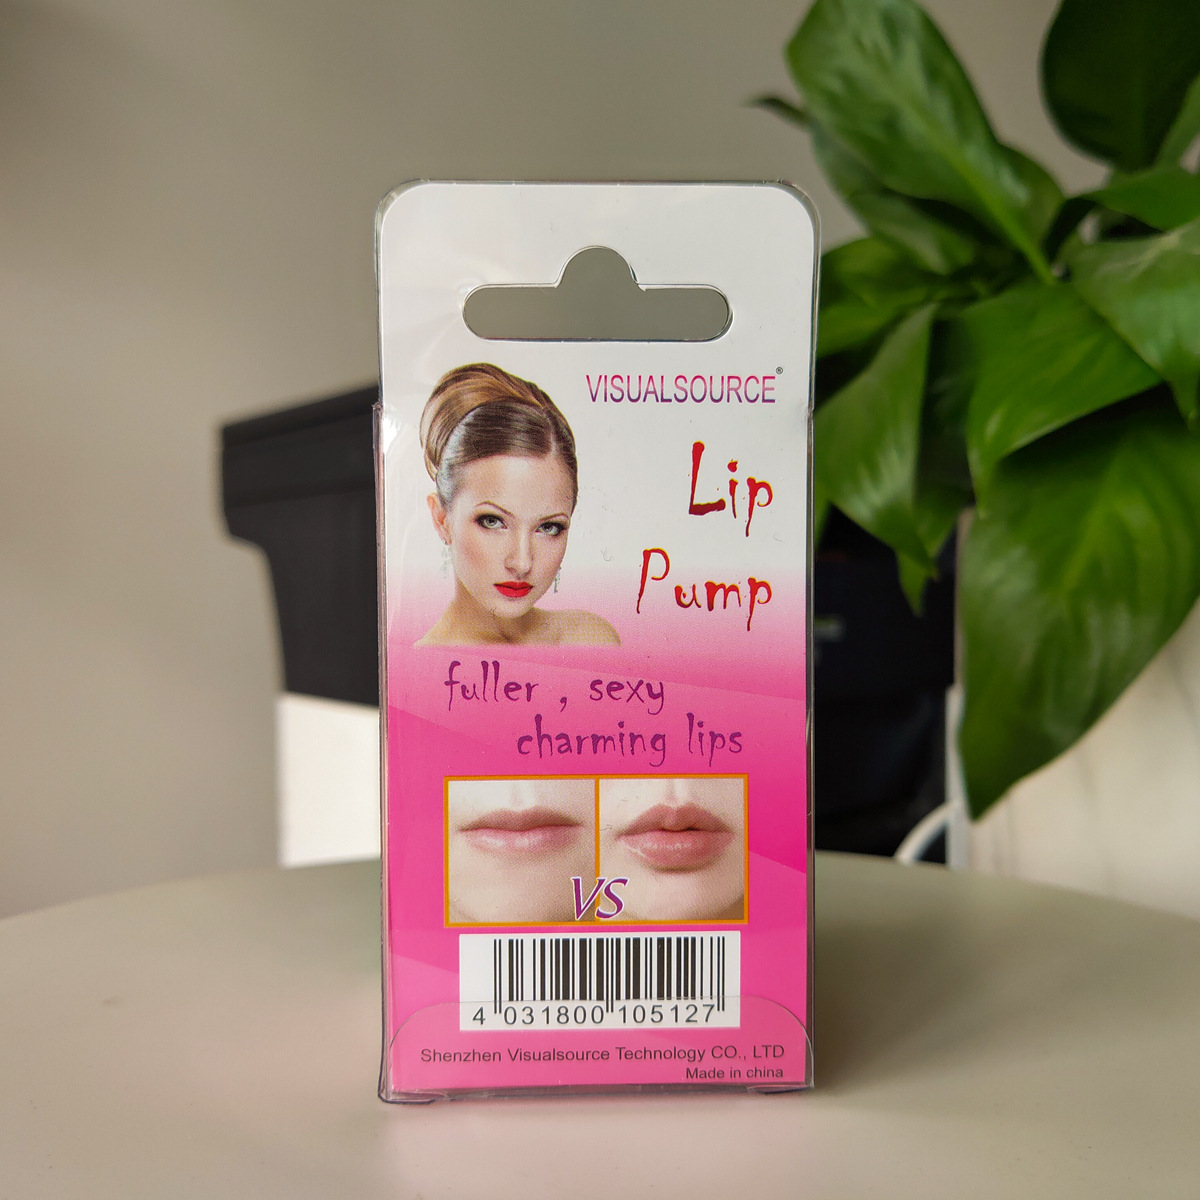 VISUALSOURCE®
Lip
Pump
fuller , sexy
charming lips
VS
4 031800 105127
Shenzhen Visualsource Technology CO., LTD
Made in china